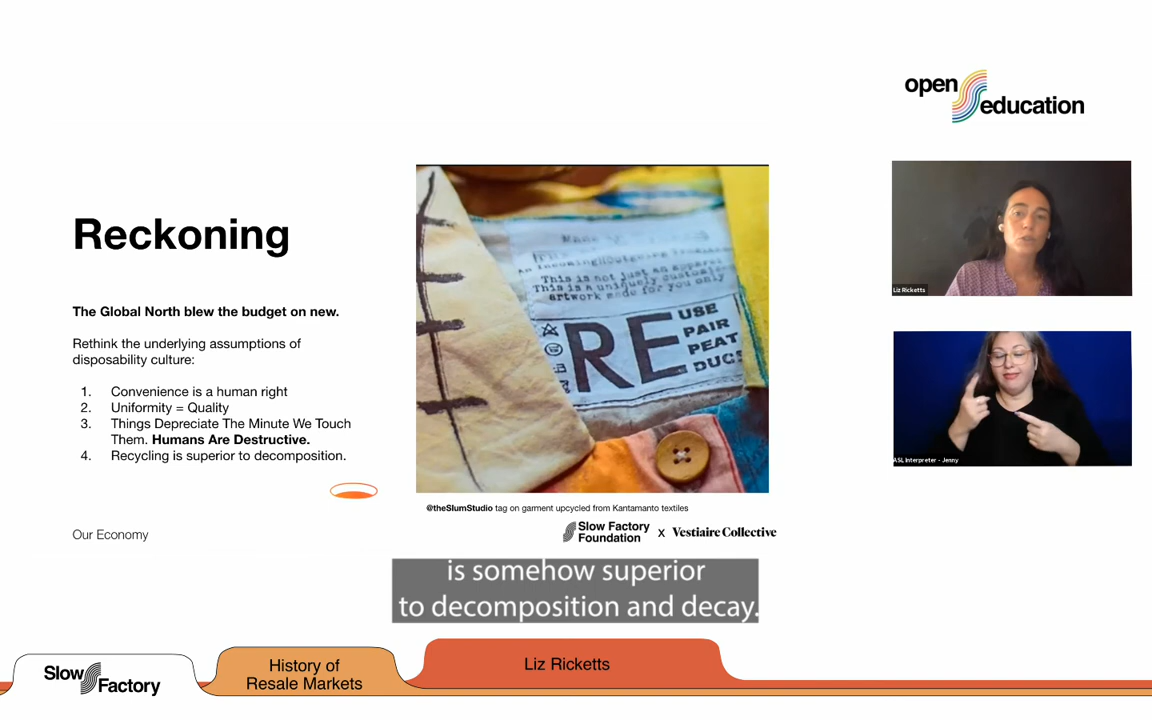 open
education
Reckoning
The Global North blew the budget on new.
Rethink the underlying assumptions of
disposability culture:
1. Convenience is a human right
2. Uniformity = Quality
3. Things Depreciate The Minute We Touch
Them. Humans Are Destructive.
4. Recycling is superior to decomposition.
Our Economy
This is not just an apparel
This is a uniquely customized
artwork made for you only
RE
USE
PAIR
PEAT
DUCE
@theSlumStudio tag on garment upcycled from Kantamanto textiles
Slow Factory
Foundation x Vestiaire Collective
Liz Ricketts
ASL Interpreter - Jenny
is somehow superior
to decomposition and decay.
Slow
Factory
History of
Resale Markets
Liz Ricketts